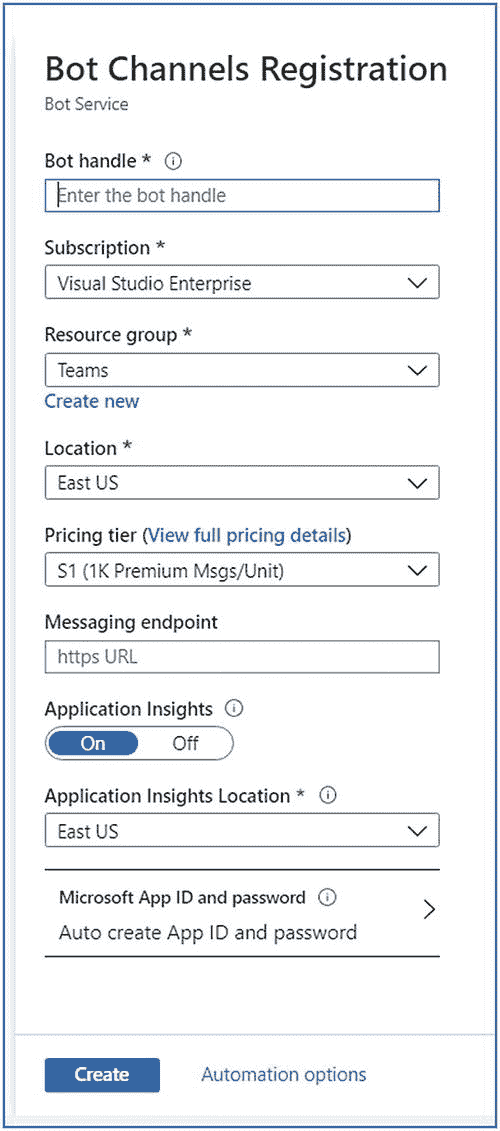 Bot Channels Registration
Bot Service
Bot handle *
Enter the bot handle
Subscription *
Visual Studio Enterprise
Resource group *
Teams
Create new
Location *
East US
Pricing tier (View full pricing details)
S1 (1K Premium Msgs/Unit)
Messaging endpoint
https URL
Application Insights
On Off
Application Insights Location *
East US
Microsoft App ID and password
Auto create App ID and password
Create Automation options